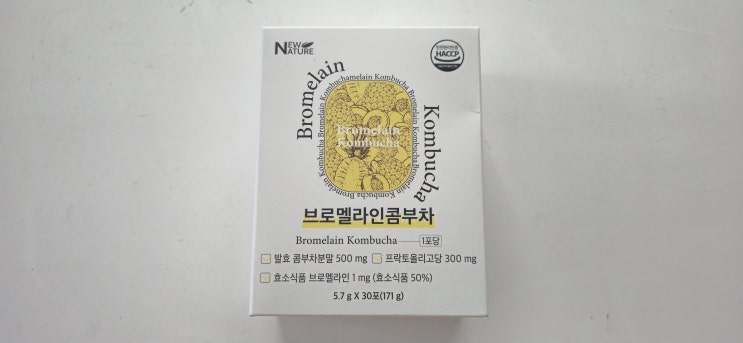 NEW
NATURE
HACCP
Bromelain
Kombucha
Bromelain
Kombucha
브로멜라인콤부차
Bromelain Kombucha 1포당
발효 콤부차분말 500 mg 프락토올리고당 300 mg
효소식품 브로멜라인 1 mg (효소식품 50%)
5.7 g X 30포(171 g)